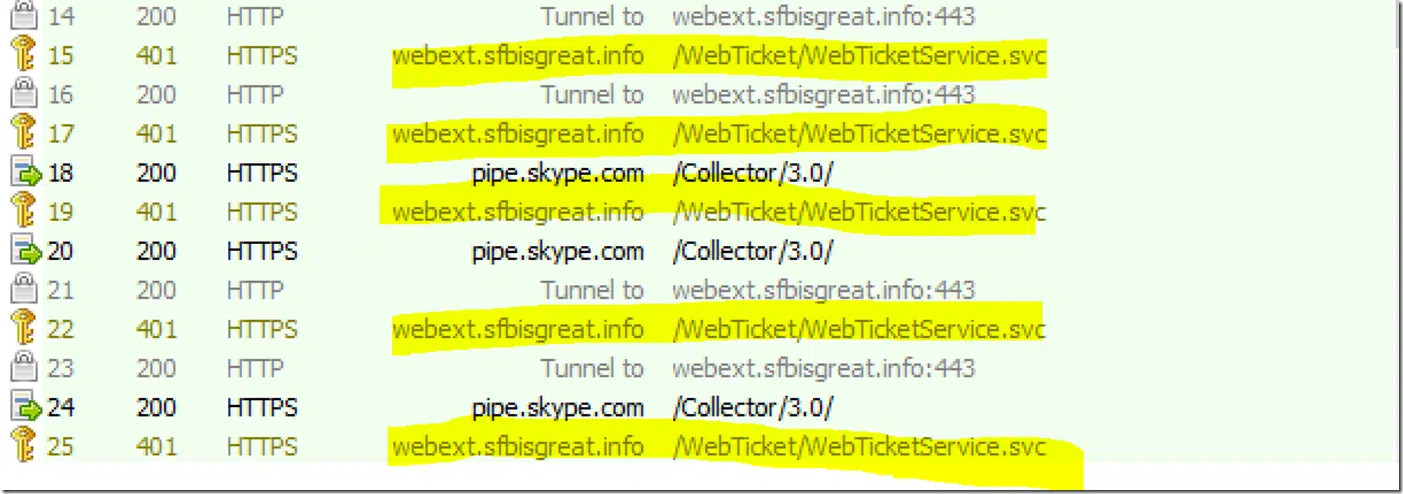 14 200 HTTP Tunnel to webext.sfbisgreat.info:443
15 401 HTTPS webext.sfbisgreat.info /WebTicket/WebTicketService.svc
16 200 HTTP Tunnel to webext.sfbisgreat.info:443
17 401 HTTPS webext.sfbisgreat.info /WebTicket/WebTicketService.svc
18 200 HTTPS pipe.skype.com /Collector/3.0/
19 401 HTTPS webext.sfbisgreat.info /WebTicket/WebTicketService.svc
20 200 HTTPS pipe.skype.com /Collector/3.0/
21 200 HTTP Tunnel to webext.sfbisgreat.info:443
22 401 HTTPS webext.sfbisgreat.info /WebTicket/WebTicketService.svc
23 200 HTTP Tunnel to webext.sfbisgreat.info:443
24 200 HTTPS pipe.skype.com /Collector/3.0/
25 401 HTTPS webext.sfbisgreat.info /WebTicket/WebTicketService.svc